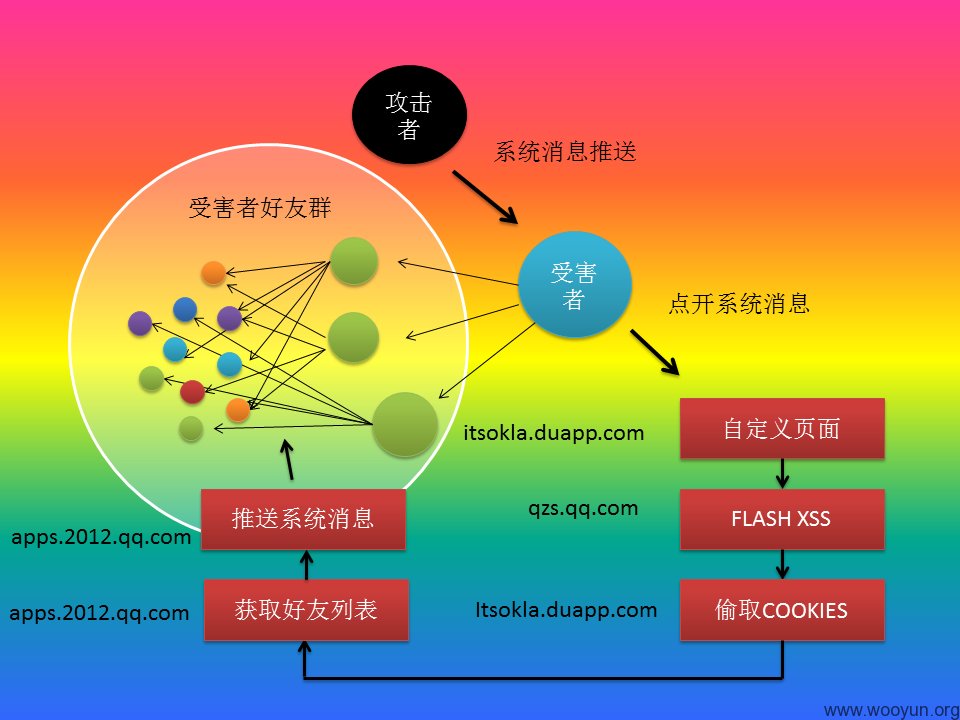 攻击
者
系统消息推送
受害者好友群
受害
者
点开系统消息
自定义页面
itsokla.duapp.com
qzs.qq.com
FLASH XSS
推送系统消息
apps.2012.qq.com
获取好友列表
apps.2012.qq.com
Itsokla.duapp.com
偷取COOKIES
www.wooyun.org